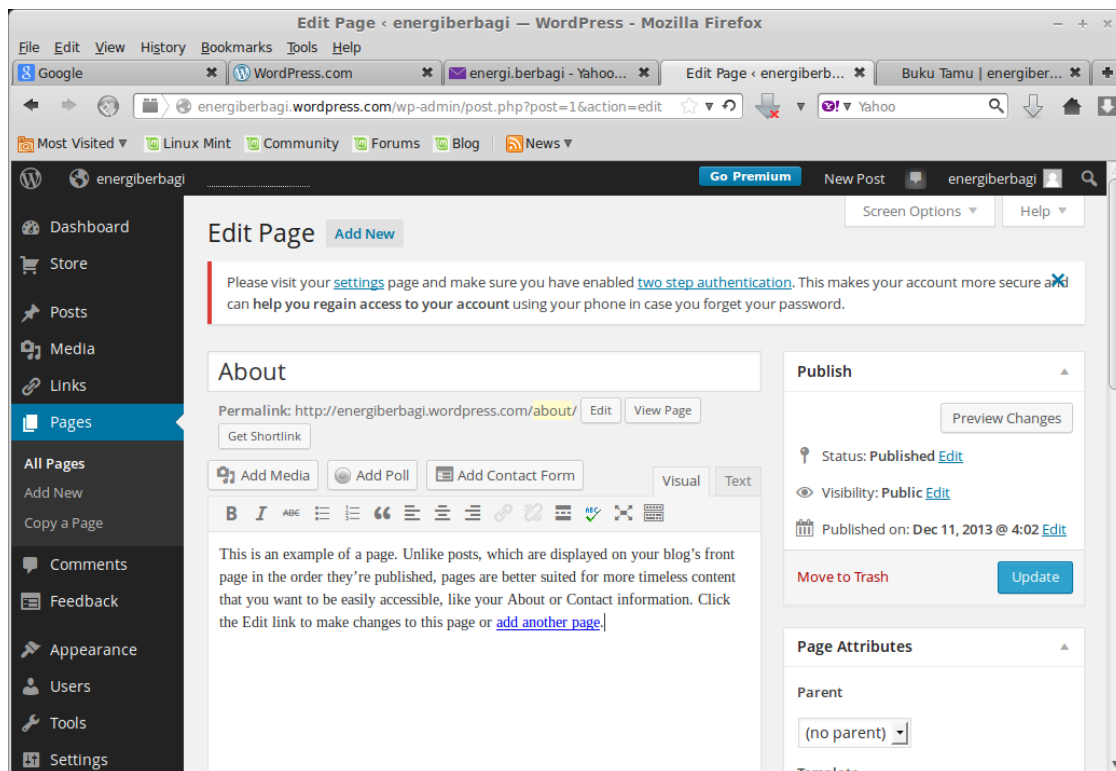 Edit Page ‹ energiberbagi — WordPress - Mozilla Firefox
File Edit View History Bookmarks Tools Help
Google
WordPress.com
energi.berbagi - Yahoo...
Edit Page ‹ energiberb...
Buku Tamu | energiber...
energiberbagi.wordpress.com/wp-admin/post.php?post=1&action=edit
Yahoo
Most Visited
Linux Mint
Community
Forums
Blog
News
energiberbagi
Go Premium
New Post
energiberbagi
Dashboard
Store
Posts
Media
Links
Pages
All Pages
Add New
Copy a Page
Comments
Feedback
Appearance
Users
Tools
Settings
Screen Options
Help
Edit Page
Add New
Please visit your settings page and make sure you have enabled two step authentication. This makes your account more secure and
can help you regain access to your account using your phone in case you forget your password.
About
Permalink: http://energiberbagi.wordpress.com/about/
Edit
View Page
Get Shortlink
Add Media
Add Poll
Add Contact Form
Visual
Text
B I ABC
ABC
This is an example of a page. Unlike posts, which are displayed on your blog’s front
page in the order they’re published, pages are better suited for more timeless content
that you want to be easily accessible, like your About or Contact information. Click
the Edit link to make changes to this page or add another page.
Publish
Preview Changes
Status: Published Edit
Visibility: Public Edit
Published on: Dec 11, 2013 @ 4:02 Edit
Move to Trash
Update
Page Attributes
Parent
(no parent)
Template